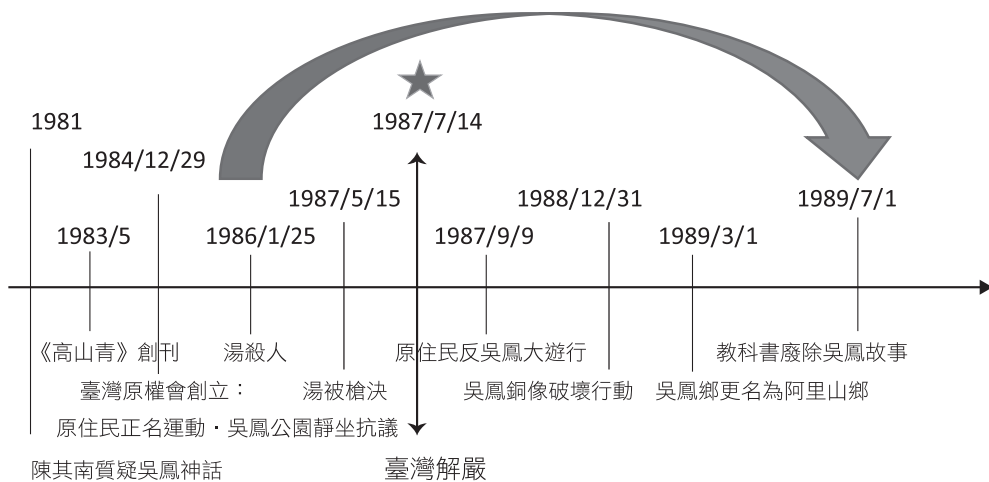 1981
1987/7/14
1984/12/29
1987/5/15
1988/12/31
1989/7/1
1983/5
1986/1/25
1987/9/9
1989/3/1
《高山青》創刊
湯殺人
原住民反吳鳳大遊行
教科書廢除吳鳳故事
臺灣原權會創立：
湯被槍決
吳鳳銅像破壞行動
吳鳳鄉更名為阿里山鄉
原住民正名運動・吳鳳公園靜坐抗議
陳其南質疑吳鳳神話
臺灣解嚴